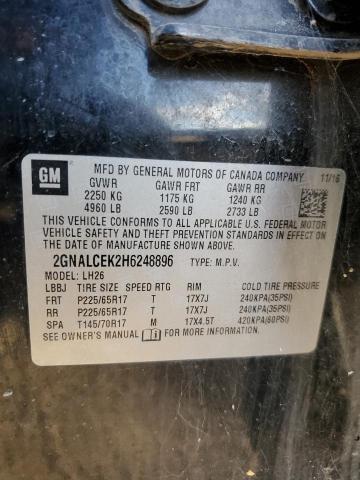 GM
MFD BY GENERAL MOTORS OF CANADA COMPANY 11/16
GVWR GAWR FRT GAWR RR
2250 KG 1175 KG 1240 KG
4960 LB 2590 LB 2733 LB
THIS VEHICLE CONFORMS TO ALL APPLICABLE U.S. FEDERAL MOTOR
VEHICLE SAFETY AND THEFT PREVENTION STANDARDS IN EFFECT
ON THE DATE OF MANUFACTURE SHOWN ABOVE.
2GNALCEK2H6248896 TYPE: M.P.V.
MODEL: LH26
LBBJ TIRE SIZE SPEED RTG RIM COLD TIRE PRESSURE
FRT P225/65R17 T 17X7J 240KPA(35PSI)
RR P225/65R17 T 17X7J 240KPA(35PSI)
SPA T145/70R17 M 17X4.5T 420KPA(60PSI)
SEE OWNER'S MANUAL FOR MORE INFORMATION.